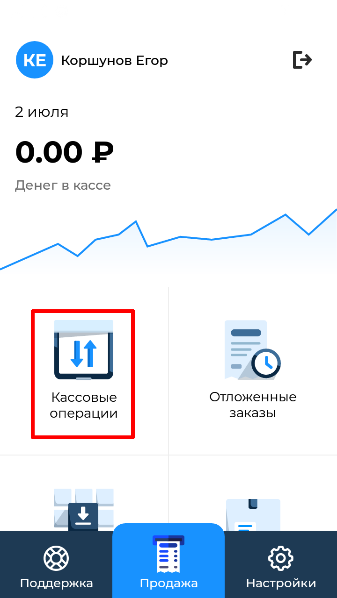 КЕ Коршунов Егор
2 июля
0.00 ₽
Денег в кассе
Кассовые
операции
Отложенные
заказы
Поддержка
Продажа
Настройки